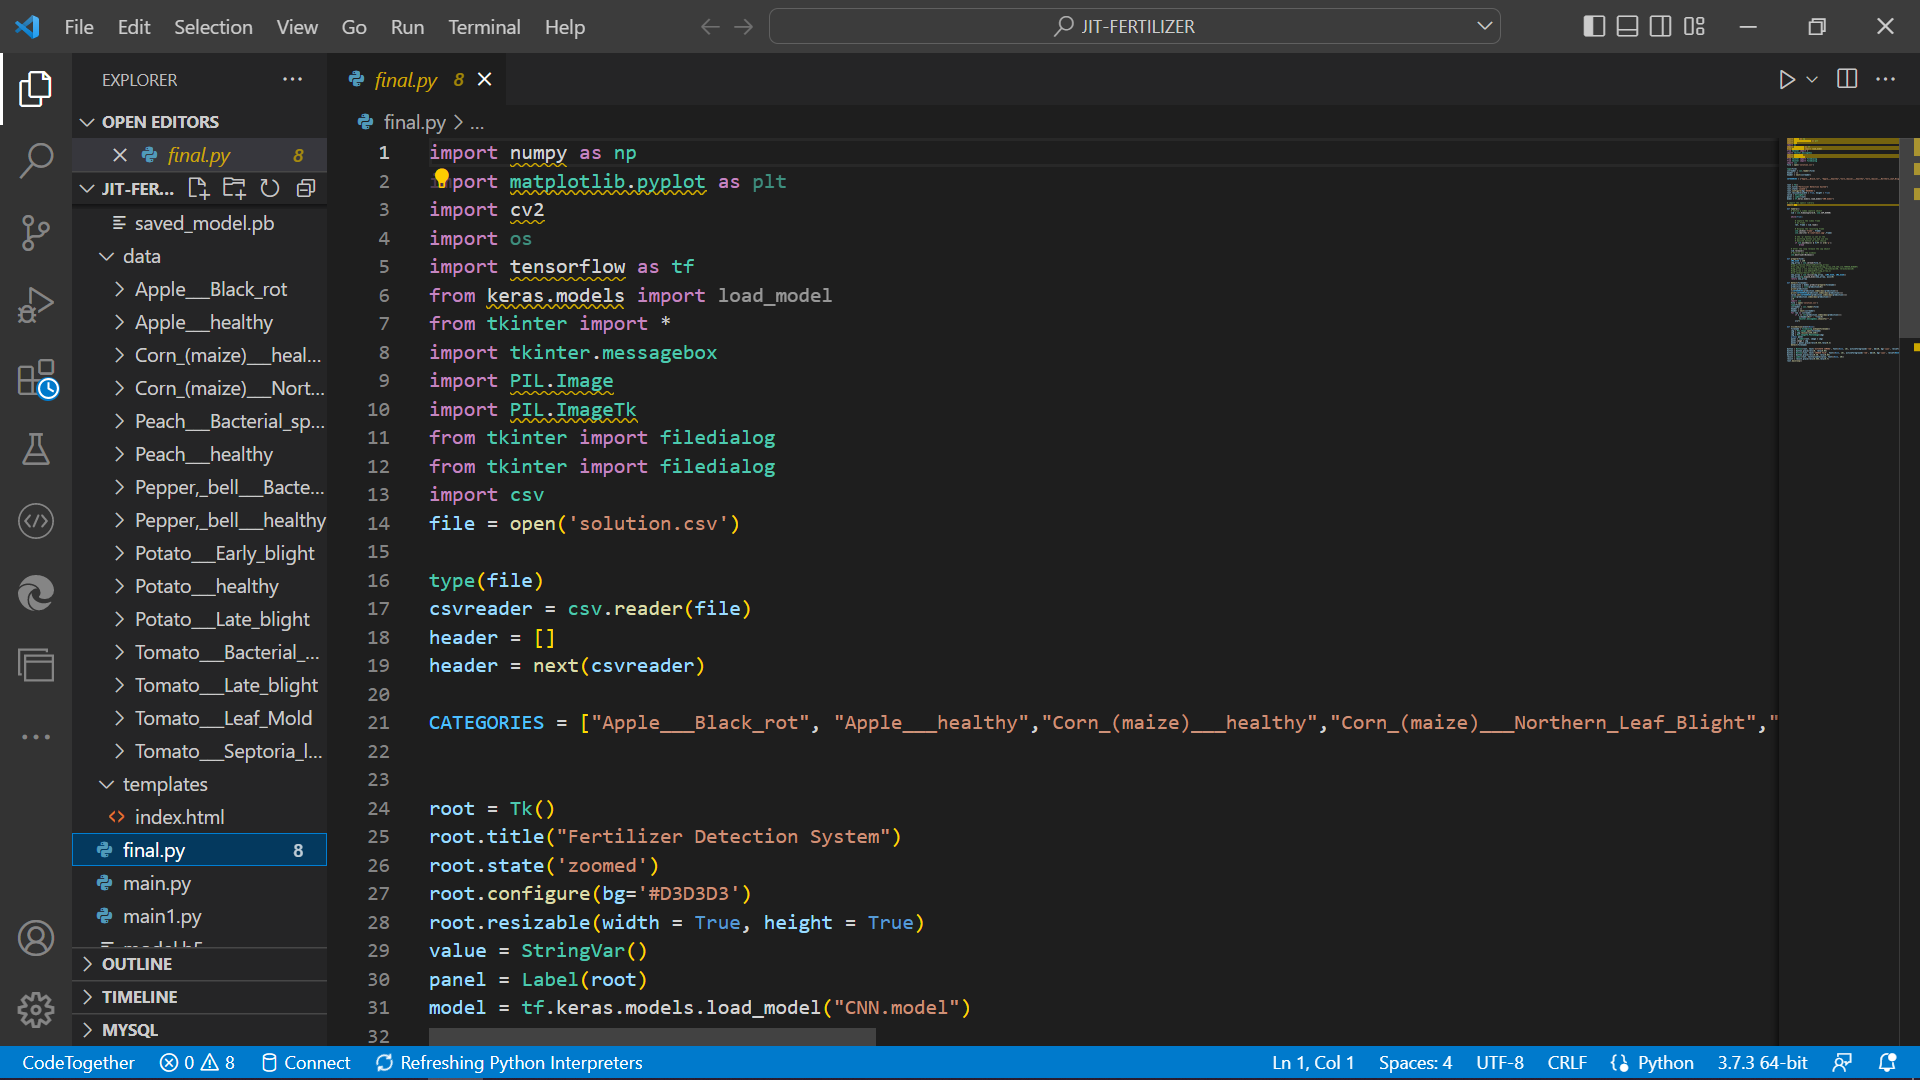 File Edit Selection View Go Run Terminal Help
JIT-FERTILIZER
EXPLORER
final.py 8
OPEN EDITORS
final.py 8
JIT-FER...
saved_model.pb
data
Apple___Black_rot
Apple___healthy
Corn_(maize)___heal...
Corn_(maize)___Nort...
Peach___Bacterial_sp...
Peach___healthy
Pepper,_bell___Bacte...
Pepper,_bell___healthy
Potato___Early_blight
Potato___healthy
Potato___Late_blight
Tomato___Bacterial_...
Tomato___Late_blight
Tomato___Leaf_Mold
Tomato___Septoria_l...
templates
index.html
final.py 8
main.py
main1.py
OUTLINE
TIMELINE
MYSQL
final.py > ...
1 import numpy as np
2 import matplotlib.pyplot as plt
3 import cv2
4 import os
5 import tensorflow as tf
6 from keras.models import load_model
7 from tkinter import *
8 import tkinter.messagebox
9 import PIL.Image
10 import PIL.ImageTk
11 from tkinter import filedialog
12 from tkinter import filedialog
13 import csv
14 file = open('solution.csv')
15
16 type(file)
17 csvreader = csv.reader(file)
18 header = []
19 header = next(csvreader)
20
21 CATEGORIES = ["Apple___Black_rot", "Apple___healthy","Corn_(maize)___healthy","Corn_(maize)___Northern_Leaf_Blight","
22
23
24 root = Tk()
25 root.title("Fertilizer Detection System")
26 root.state('zoomed')
27 root.configure(bg='#D3D3D3')
28 root.resizable(width = True, height = True)
29 value = StringVar()
30 panel = Label(root)
31 model = tf.keras.models.load_model("CNN.model")
32
CodeTogether 0 8 Connect Refreshing Python Interpreters Ln 1, Col 1 Spaces: 4 UTF-8 CRLF Python 3.7.3 64-bit